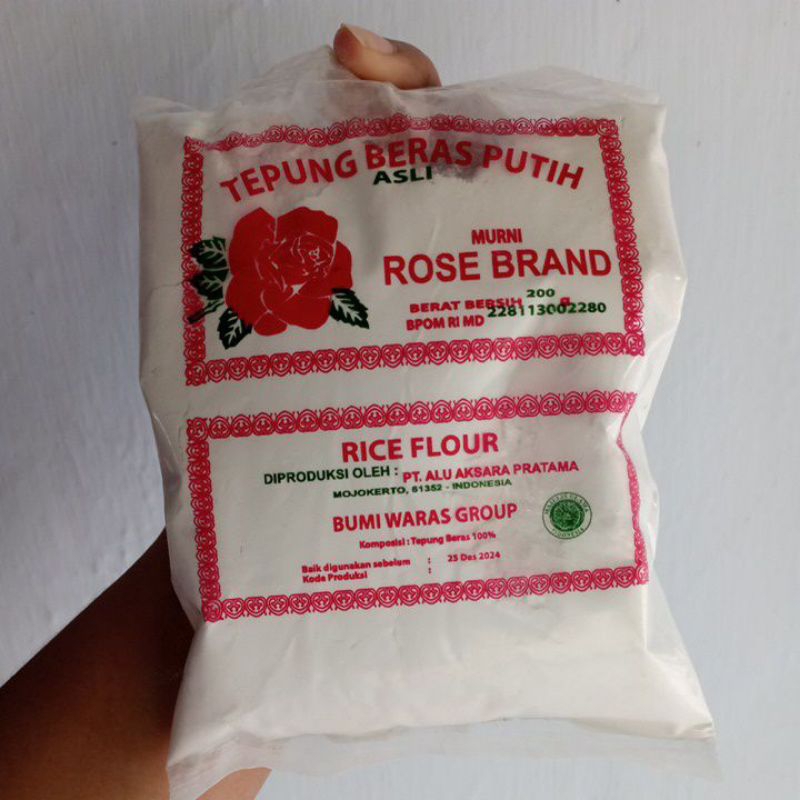 TEPUNG BERAS PUTIH
ASLI
MURNI
ROSE BRAND
BERAT BERSIH 200 g
BPOM RI MD 228113002280
RICE FLOUR
DIPRODUKSI OLEH : PT. ALU AKSARA PRATAMA
MOJOKERTO, 61352 - INDONESIA
BUMI WARAS GROUP
Komposisi : Tepung Beras 100%
Baik digunakan sebelum : 25 Des 2024
Kode Produksi :